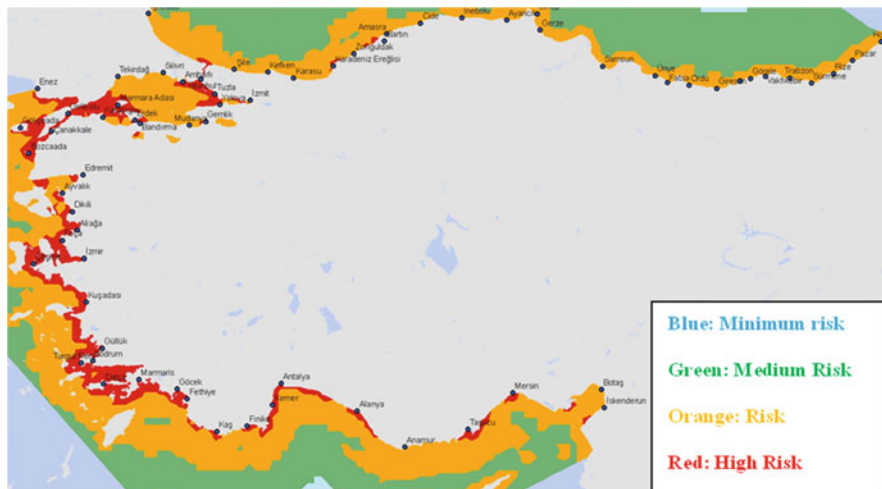 Cide
İnebolu
Ayancık
Amasra
Bartın
Gerze
Zonguldak
Karadeniz Ereğlisi
Pazar
Şile
Kefken
Karasu
Samsun
Ünye
Fatsa
Ordu
Görele
Vakfıkebir
Trabzon
Sürmene
Rize
Enez
Tekirdağ
Silivri
Ambarlı
Tuzla
Yalova
İzmit
Marmara Adası
Erdek
Bandırma
Mudanya
Gemlik
Çanakkale
Bozcaada
Edremit
Ayvalık
Dikili
Aliağa
İzmir
Kuşadası
Güllük
Bodrum
Marmaris
Göcek
Fethiye
Kaş
Finike
Kemer
Antalya
Alanya
Anamur
Taşucu
Mersin
Botaş
İskenderun
Blue: Minimum risk
Green: Medium Risk
Orange: Risk
Red: High Risk